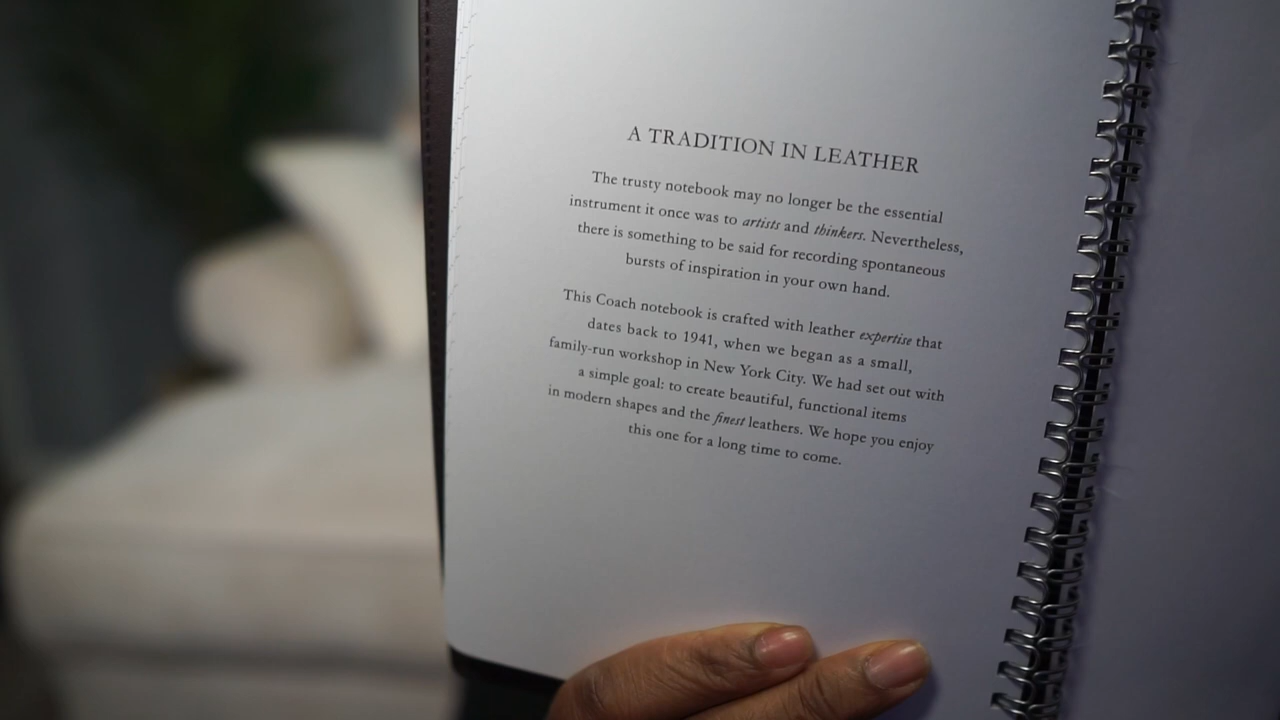 A TRADITION IN LEATHER
The trusty notebook may no longer be the essential
instrument it once was to artists and thinkers. Nevertheless,
there is something to be said for recording spontaneous
bursts of inspiration in your own hand.
This Coach notebook is crafted with leather expertise that
dates back to 1941, when we began as a small,
family-run workshop in New York City. We had set out with
a simple goal: to create beautiful, functional items
in modern shapes and the finest leathers. We hope you enjoy
this one for a long time to come.